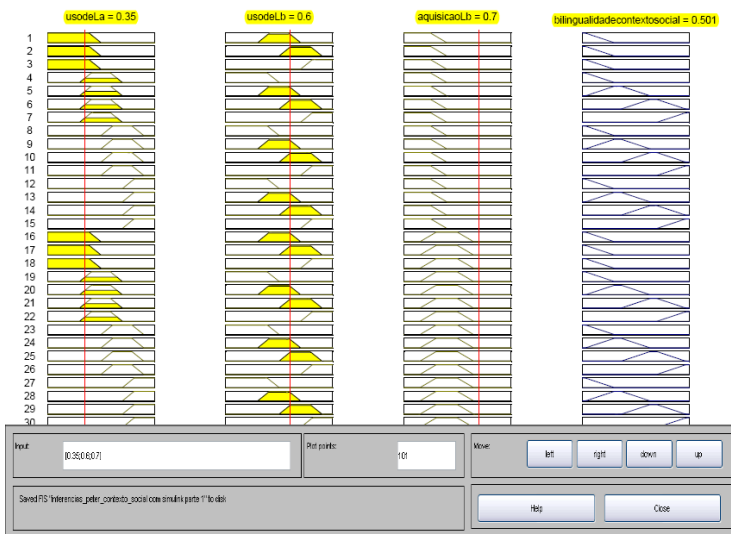 usodeLa = 0.35
usodeLb = 0.6
aquisicaoLb = 0.7
bilingualidadecontextosocial = 0.501
1
2
3
4
5
6
7
8
9
10
11
12
13
14
15
16
17
18
19
20
21
22
23
24
25
26
27
28
29
30
Input:
[0.35;0.6;0.7]
Plot points:
101
Move:
left
right
down
up
Saved FIS "Inferencias_peter_contexto_social com simulink parte 1" to disk
Help
Close